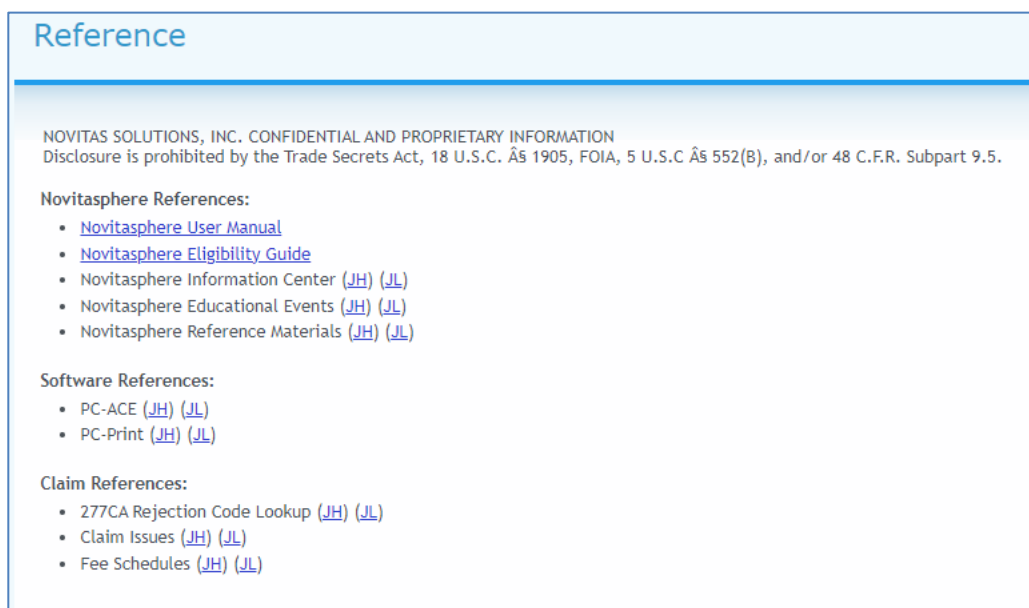 Reference
NOVITAS SOLUTIONS, INC. CONFIDENTIAL AND PROPRIETARY INFORMATION
Disclosure is prohibited by the Trade Secrets Act, 18 U.S.C. Â§ 1905, FOIA, 5 U.S.C Â§ 552(B), and/or 48 C.F.R. Subpart 9.5.
Novitasphere References:
• Novitasphere User Manual
• Novitasphere Eligibility Guide
• Novitasphere Information Center (JH) (JL)
• Novitasphere Educational Events (JH) (JL)
• Novitasphere Reference Materials (JH) (JL)
Software References:
• PC-ACE (JH) (JL)
• PC-Print (JH) (JL)
Claim References:
• 277CA Rejection Code Lookup (JH) (JL)
• Claim Issues (JH) (JL)
• Fee Schedules (JH) (JL)